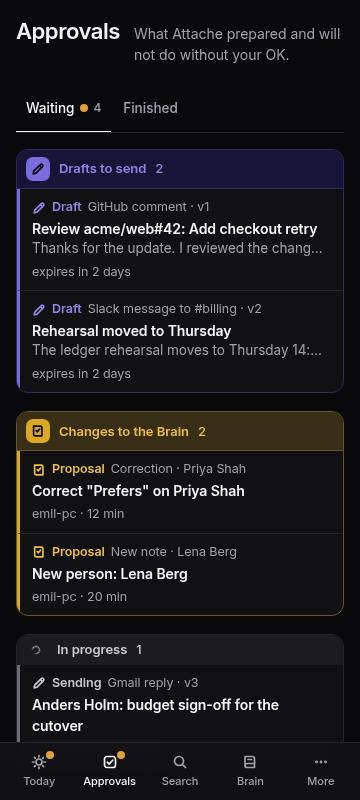 Approvals
What Attache prepared and will
not do without your OK.
Waiting 4 Finished
Drafts to send 2
Draft GitHub comment · v1
Review acme/web#42: Add checkout retry
Thanks for the update. I reviewed the chang...
expires in 2 days
Draft Slack message to #billing · v2
Rehearsal moved to Thursday
The ledger rehearsal moves to Thursday 14:...
expires in 2 days
Changes to the Brain 2
Proposal Correction · Priya Shah
Correct "Prefers" on Priya Shah
emil-pc · 12 min
Proposal New note · Lena Berg
New person: Lena Berg
emil-pc · 20 min
In progress 1
Sending Gmail reply · v3
Anders Holm: budget sign-off for the
cutover
Today Approvals Search Brain More